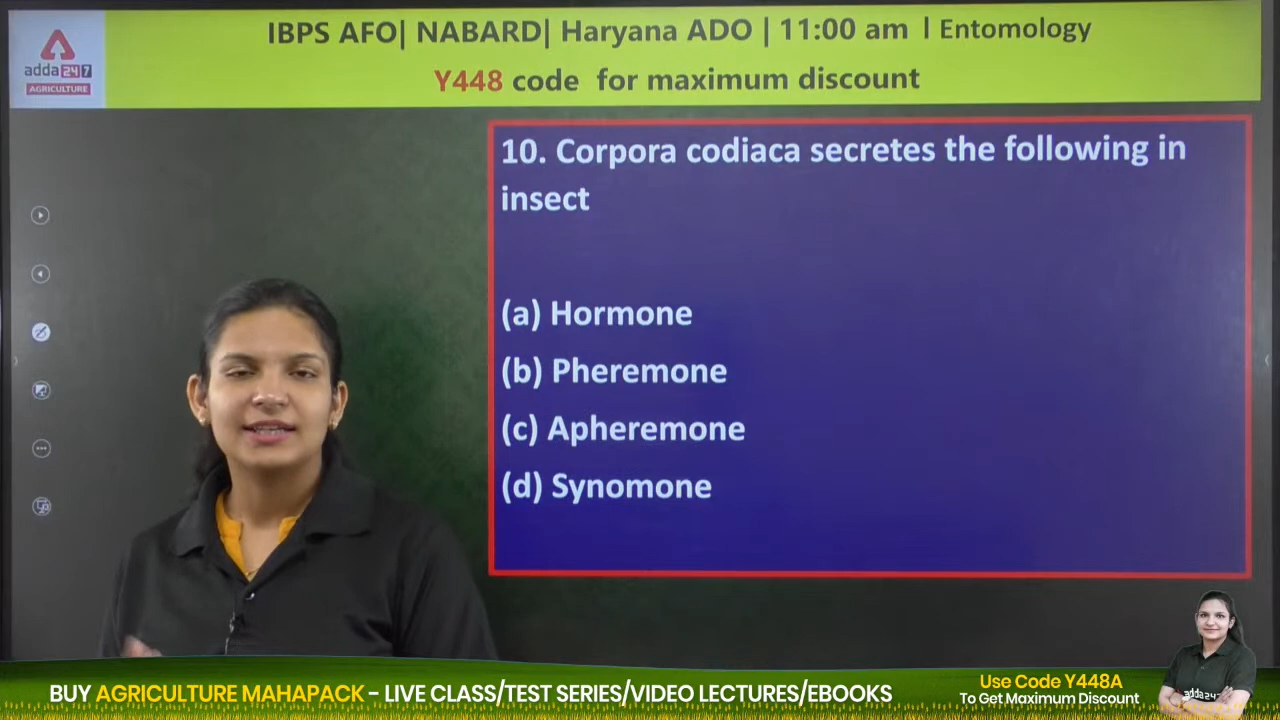 IBPS AFO| NABARD| Haryana ADO | 11:00 am l Entomology
Y448 code for maximum discount
adda 247
AGRICULTURE
10. Corpora codiaca secretes the following in
insect
(a) Hormone
(b) Pheremone
(c) Apheremone
(d) Synomone
BUY AGRICULTURE MAHAPACK - LIVE CLASS/TEST SERIES/VIDEO LECTURES/EBOOKS
Use Code Y448A
To Get Maximum Discount
adda247